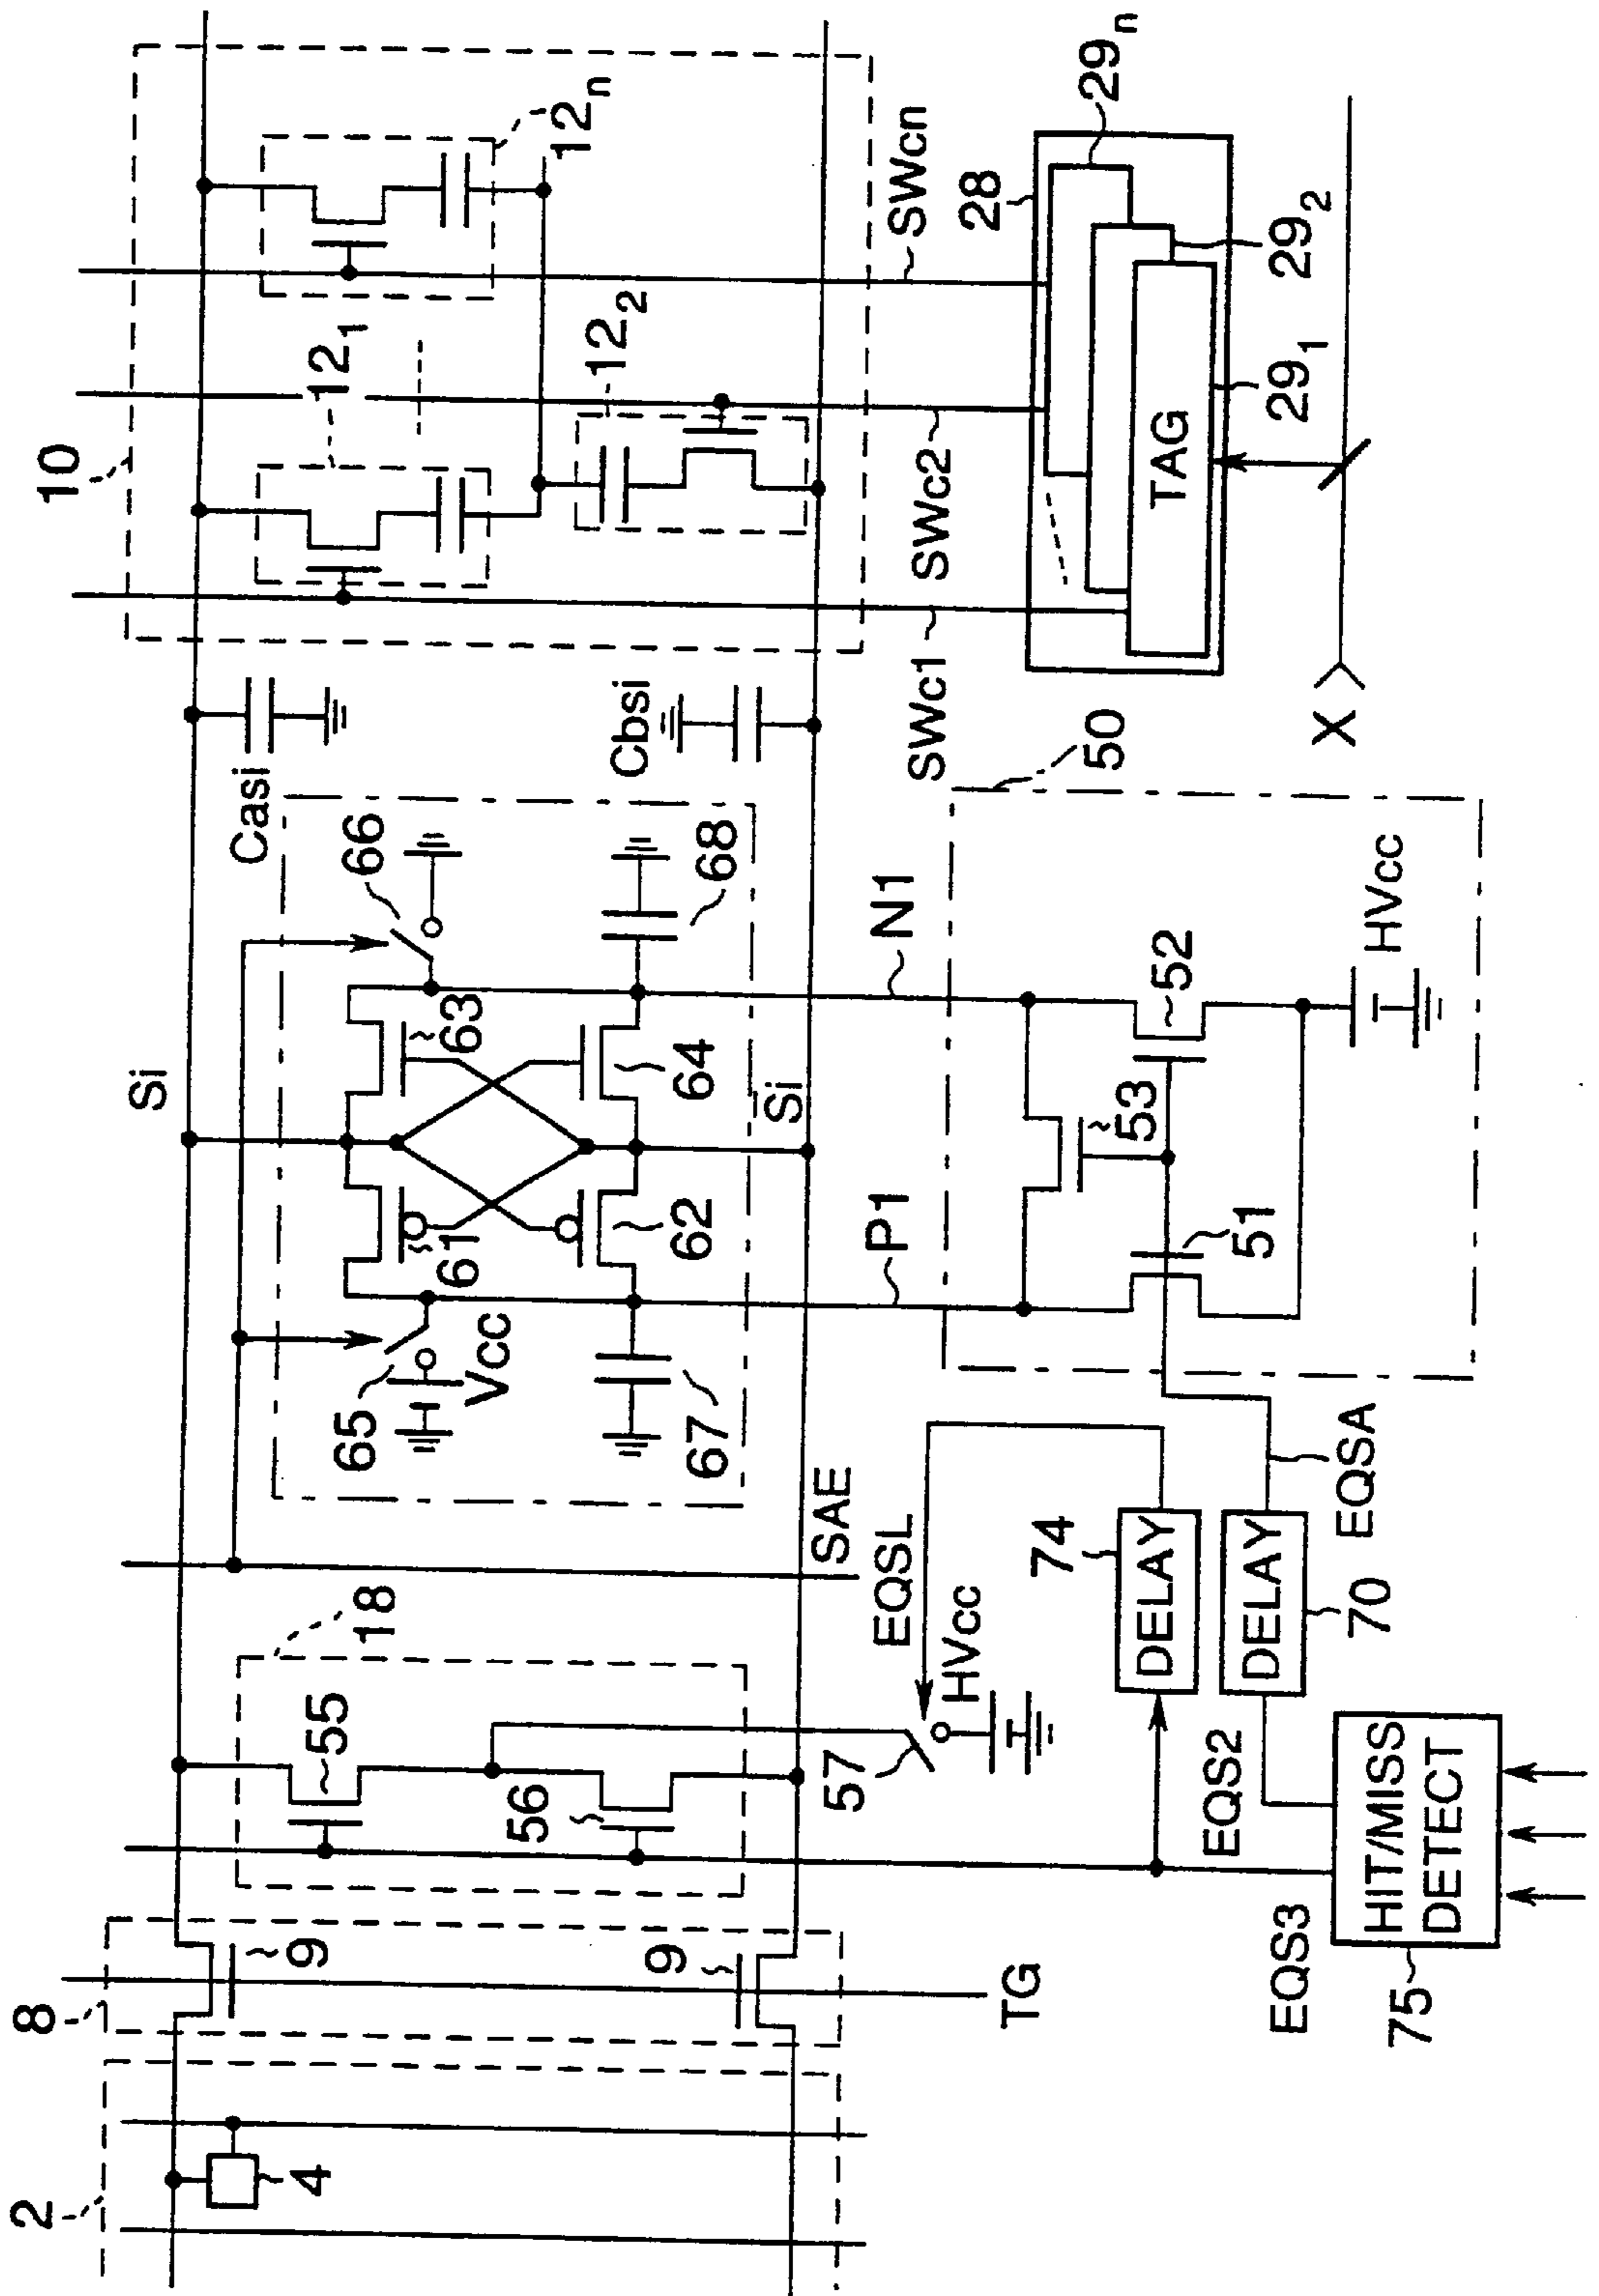 10
12₁
12ₙ
12₂
Casi
Cbsi
SWc1
SWc2
SWcn
28
29ₙ
29₂
29₁
TAG
X
Si
66
63
61
65
Vcc
64
62
68
67
S̅i̅
SAE
N1
P1
50
53
52
51
HVcc
18
55
56
57
EQSL
HVcc
74
DELAY
DELAY
70
EQSA
EQS2
EQS3
HIT/MISS
DETECT
75
8
9
9
TG
2
4